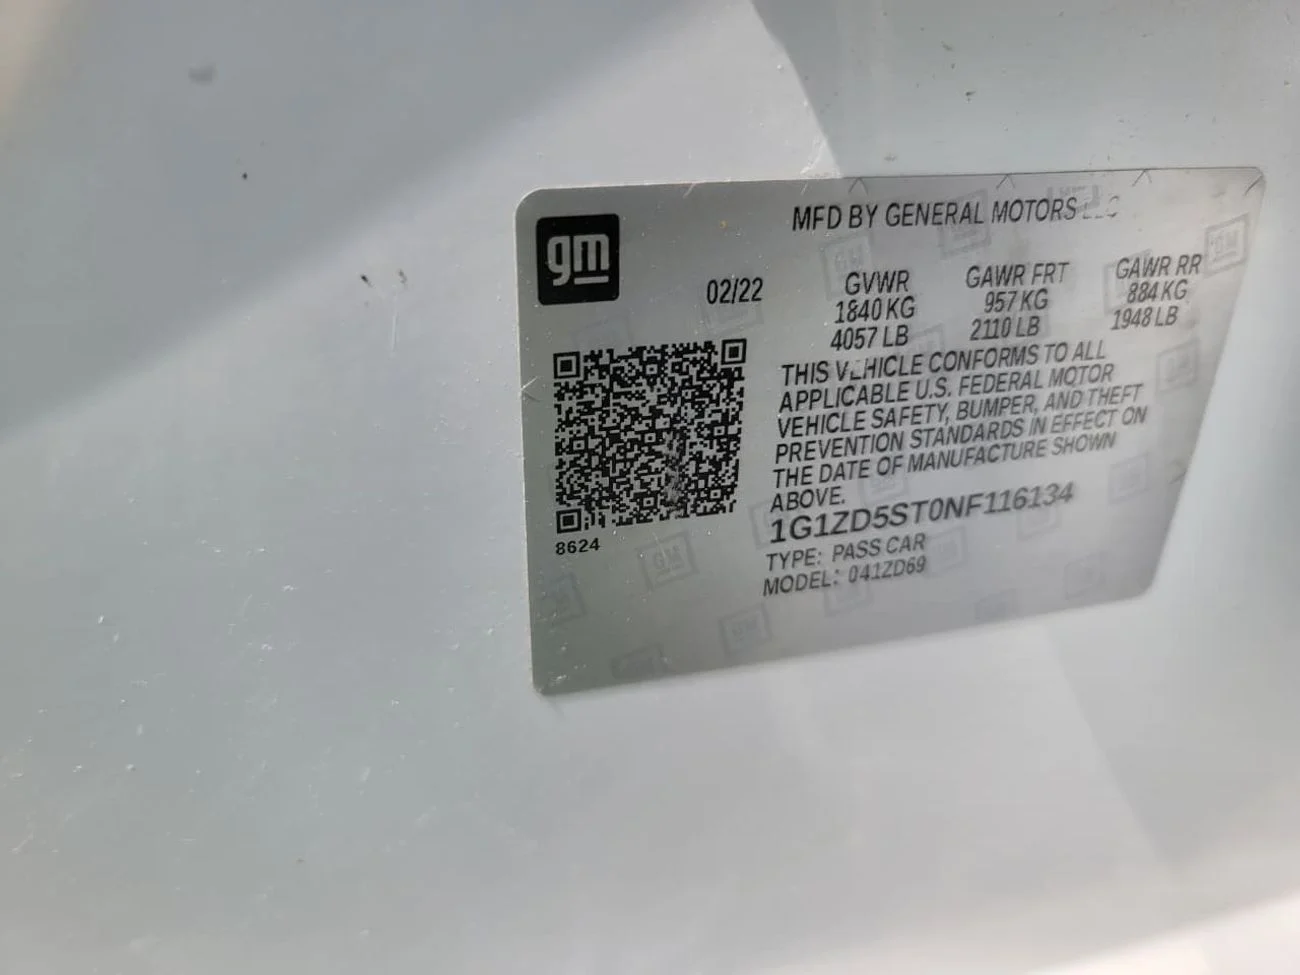 gm
MFD BY GENERAL MOTORS LLC
02/22
GVWR GAWR FRT GAWR RR
1840 KG 957 KG 884 KG
4057 LB 2110 LB 1948 LB
THIS VEHICLE CONFORMS TO ALL
APPLICABLE U.S. FEDERAL MOTOR
VEHICLE SAFETY, BUMPER, AND THEFT
PREVENTION STANDARDS IN EFFECT ON
THE DATE OF MANUFACTURE SHOWN
ABOVE.
1G1ZD5ST0NF116134
TYPE: PASS CAR
MODEL: 041ZD69
8624